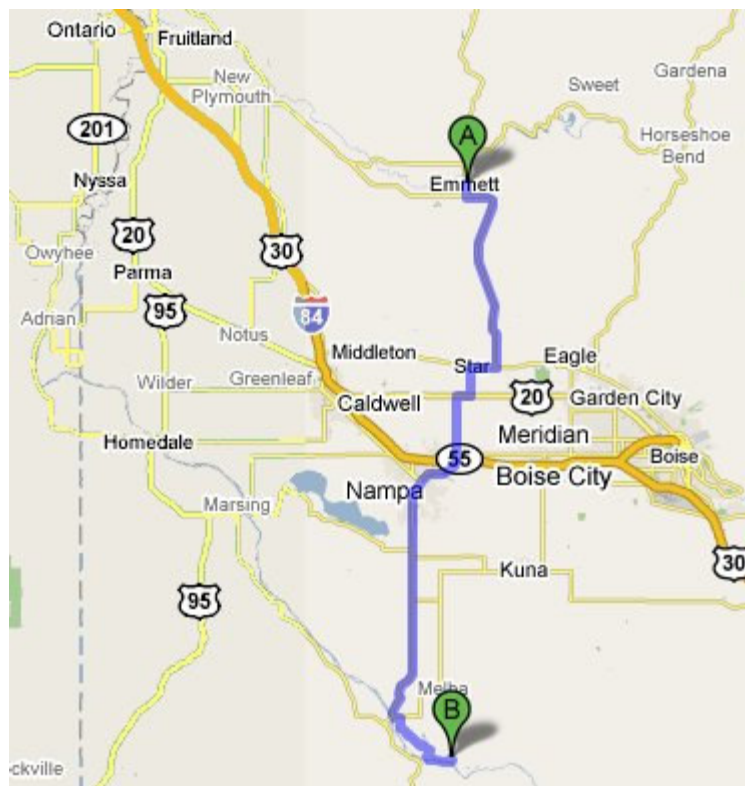 Ontario
Fruitland
Gardena
New
Plymouth
Sweet
201
A
Horseshoe
Bend
Nyssa
Emmett
20
30
Owyhee
Parma
95
84
Adrian
Notus
Middleton
Star
Eagle
Wilder
Greenleaf
20
Garden City
Caldwell
Meridian
Homedale
55
Boise
Nampa
Boise City
Marsing
30
Kuna
95
Melba
B
ckville